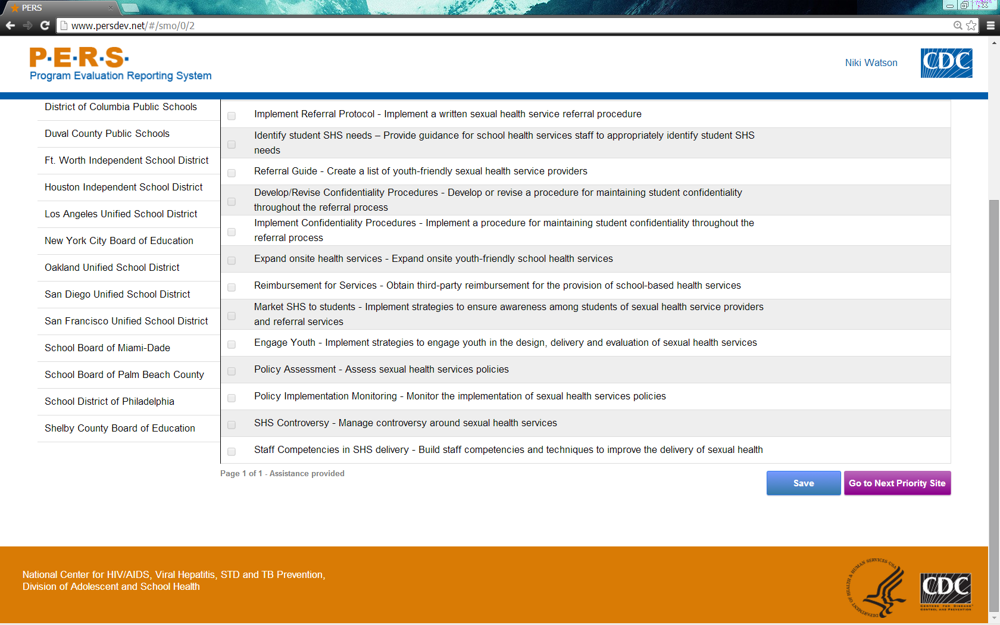 PERS
www.persdev.net/#/smo/0/2
P·E·R·S·
Program Evaluation Reporting System
Niki Watson
CDC
District of Columbia Public Schools
Duval County Public Schools
Ft. Worth Independent School District
Houston Independent School District
Los Angeles Unified School District
New York City Board of Education
Oakland Unified School District
San Diego Unified School District
San Francisco Unified School District
School Board of Miami-Dade
School Board of Palm Beach County
School District of Philadelphia
Shelby County Board of Education
Implement Referral Protocol - Implement a written sexual health service referral procedure
Identify student SHS needs – Provide guidance for school health services staff to appropriately identify student SHS
needs
Referral Guide - Create a list of youth-friendly sexual health service providers
Develop/Revise Confidentiality Procedures - Develop or revise a procedure for maintaining student confidentiality
throughout the referral process
Implement Confidentiality Procedures - Implement a procedure for maintaining student confidentiality throughout the
referral process
Expand onsite health services - Expand onsite youth-friendly school health services
Reimbursement for Services - Obtain third-party reimbursement for the provision of school-based health services
Market SHS to students - Implement strategies to ensure awareness among students of sexual health service providers
and referral services
Engage Youth - Implement strategies to engage youth in the design, delivery and evaluation of sexual health services
Policy Assessment - Assess sexual health services policies
Policy Implementation Monitoring - Monitor the implementation of sexual health services policies
SHS Controversy - Manage controversy around sexual health services
Staff Competencies in SHS delivery - Build staff competencies and techniques to improve the delivery of sexual health
Page 1 of 1 - Assistance provided
Save
Go to Next Priority Site
National Center for HIV/AIDS, Viral Hepatitis, STD and TB Prevention,
Division of Adolescent and School Health
DEPARTMENT OF HEALTH & HUMAN SERVICES·USA
CDC
CENTERS FOR DISEASE
CONTROL AND PREVENTION